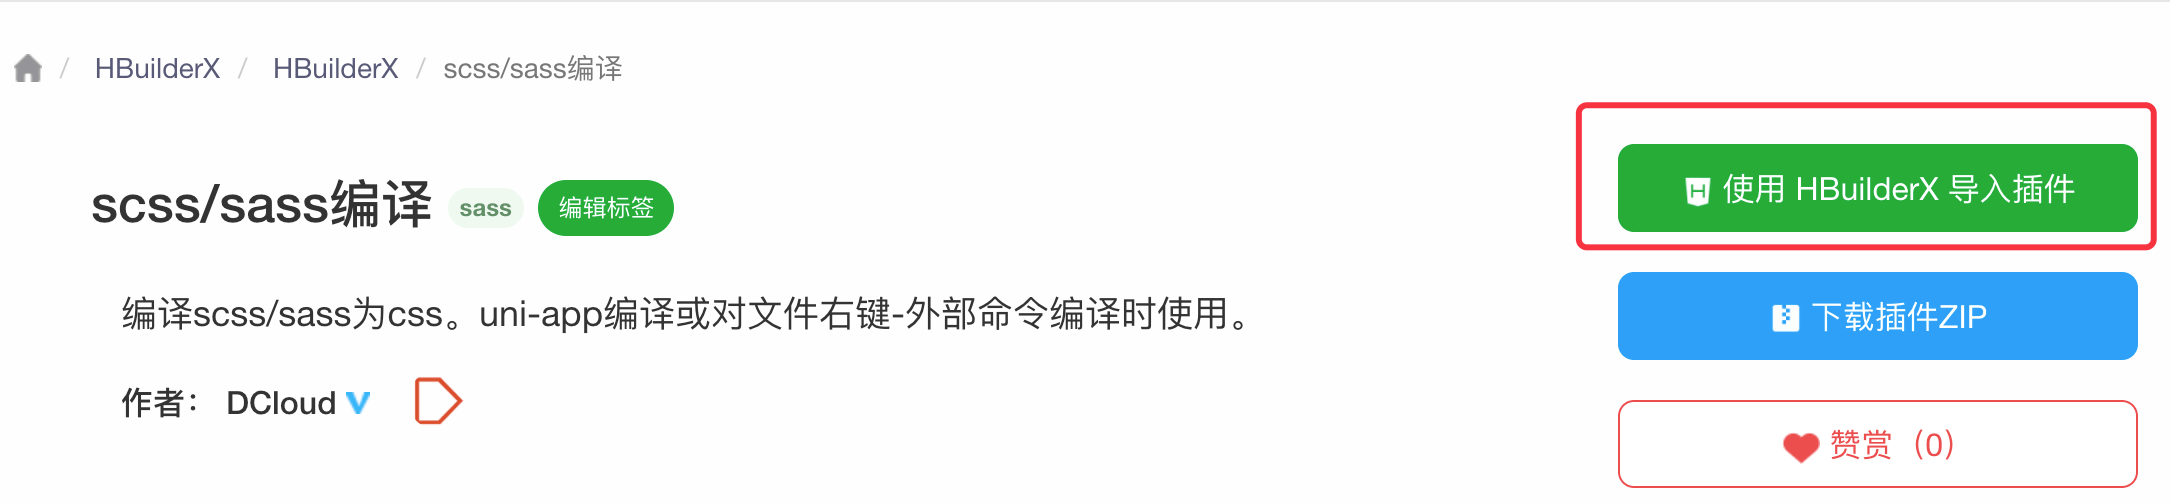 / HBuilderX / HBuilderX / scss/sass编译
scss/sass编译 sass 编辑标签
使用 HBuilderX 导入插件
编译scss/sass为css。uni-app编译或对文件右键-外部命令编译时使用。
下载插件ZIP
作者： DCloud
赞赏（0）